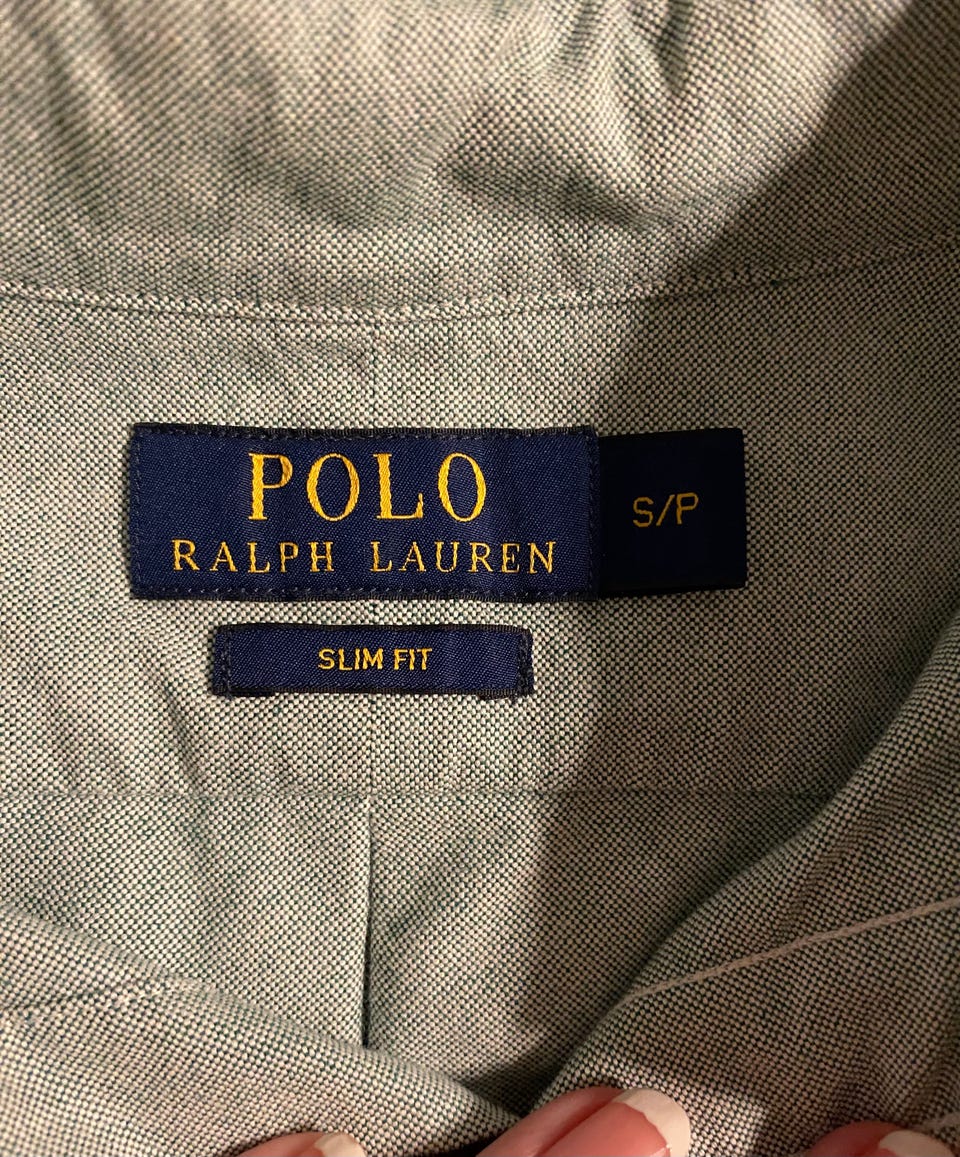 POLO
RALPH LAUREN
S/P
SLIM FIT